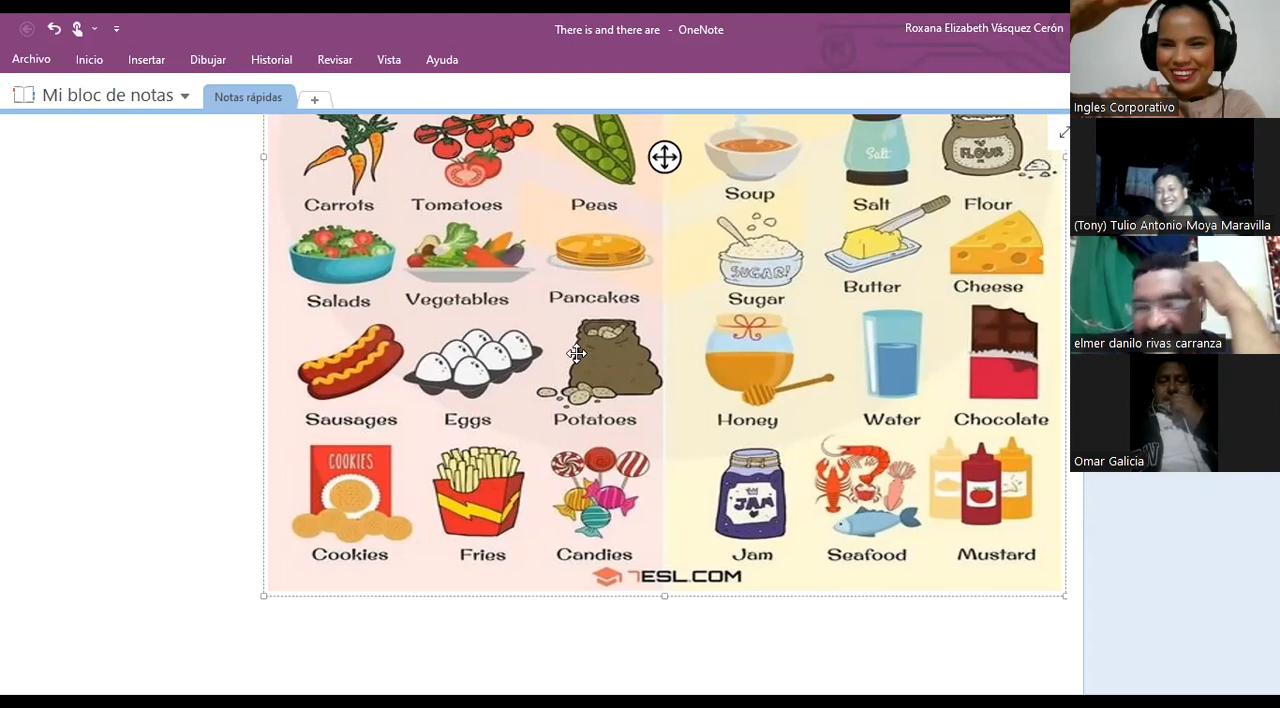 There is and there are - OneNote
Roxana Elizabeth Vásquez Cerón
Archivo Inicio Insertar Dibujar Historial Revisar Vista Ayuda
Mi bloc de notas
Notas rápidas
+
Salt
FLOUR
Carrots Tomatoes Peas Soup Salt Flour
SUGAR!
Salads Vegetables Pancakes Sugar Butter Cheese
Sausages Eggs Potatoes Honey Water Chocolate
COOKIES
JAM
Cookies Fries Candies Jam Seafood Mustard
7ESL.COM
Ingles Corporativo
(Tony) Tulio Antonio Moya Maravilla
elmer danilo rivas carranza
Omar Galicia